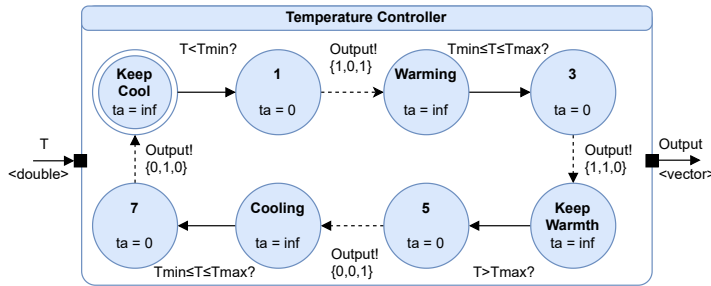 Temperature Controller
T<Tmin?
Output!
{1,0,1}
Tmin≤T≤Tmax?
Keep
Cool
ta = inf
1
ta = 0
Warming
ta = inf
3
ta = 0
T
<double>
Output!
{0,1,0}
Output!
{1,1,0}
Output
<vector>
7
ta = 0
Cooling
ta = inf
5
ta = 0
Keep
Warmth
ta = inf
Tmin≤T≤Tmax?
Output!
{0,0,1}
T>Tmax?